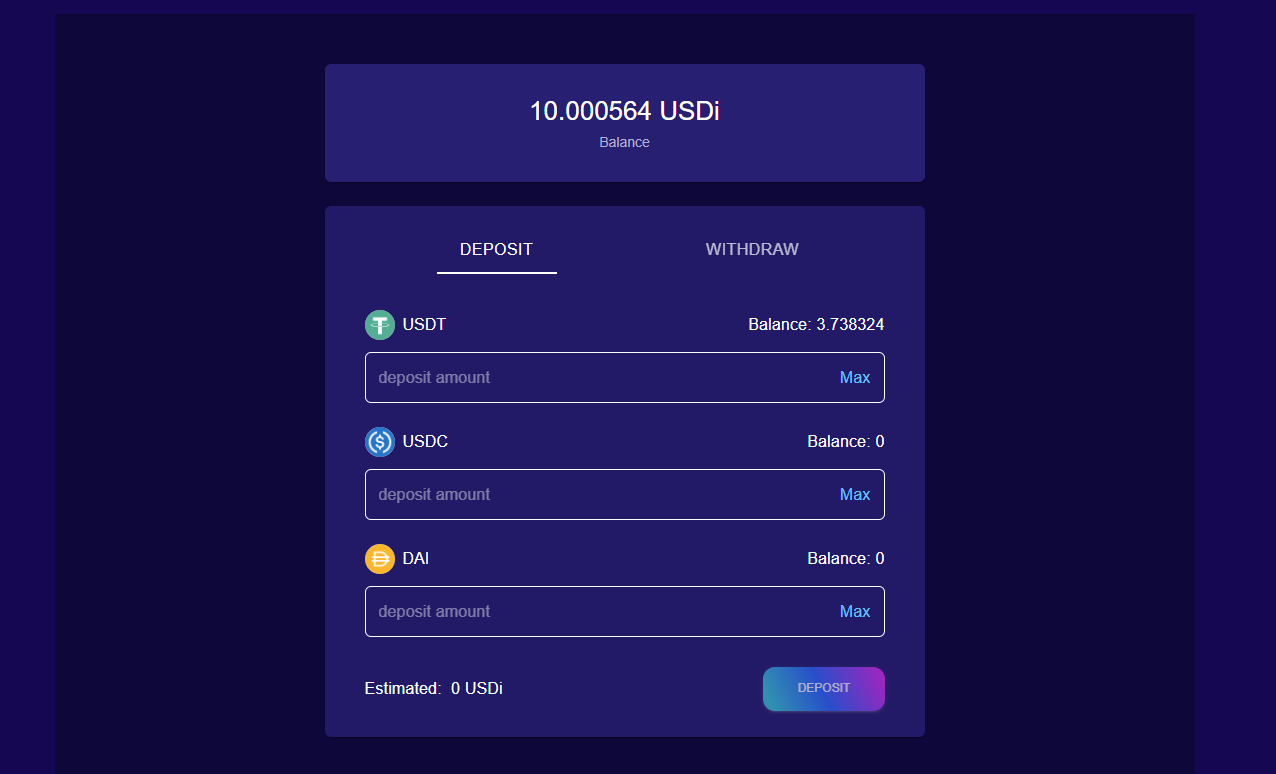 10.000564 USDi
Balance
DEPOSIT WITHDRAW
USDT Balance: 3.738324
deposit amount Max
USDC Balance: 0
deposit amount Max
DAI Balance: 0
deposit amount Max
Estimated: 0 USDi DEPOSIT